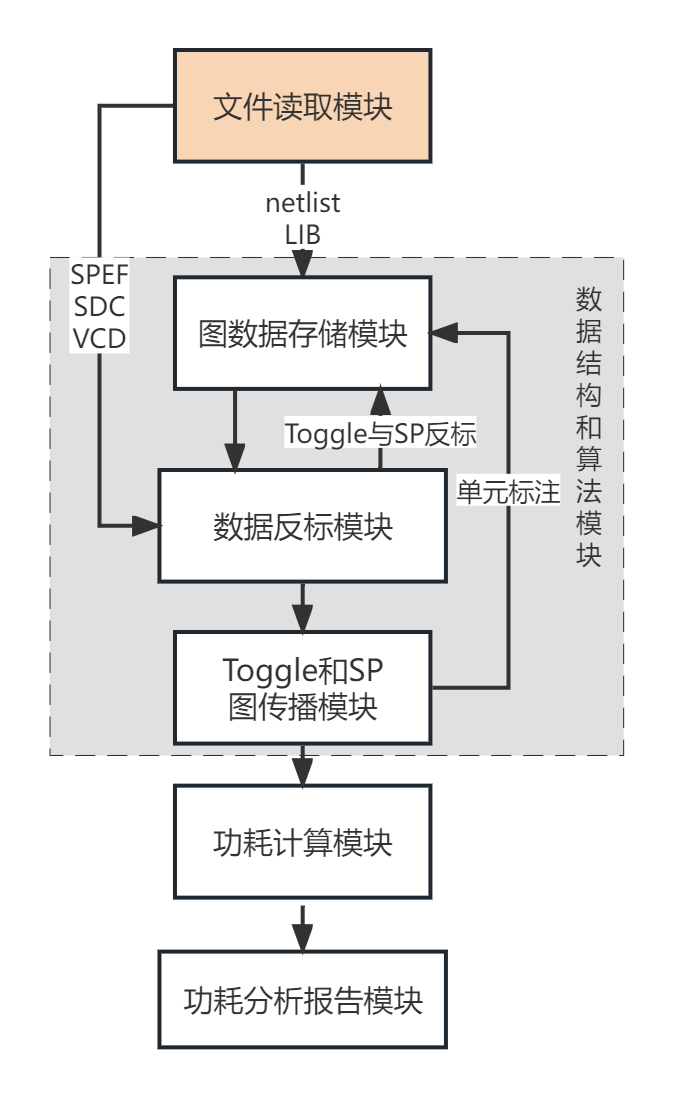 文件读取模块
netlist
LIB
SPEF
SDC
VCD
图数据存储模块
数据结构和算法模块
Toggle与SP反标
单元标注
数据反标模块
Toggle和SP
图传播模块
功耗计算模块
功耗分析报告模块